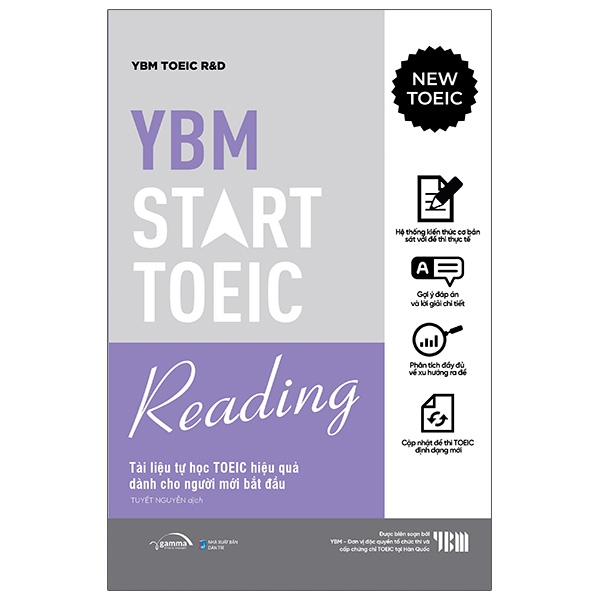 YBM TOEIC R&D
NEW
TOEIC
YBM
START
TOEIC
Reading
Tài liệu tự học TOEIC hiệu quả
dành cho người mới bắt đầu
TUYẾT NGUYỄN dịch
Hệ thống kiến thức cơ bản
sát với đề thi thực tế
A
Gợi ý đáp án
và lời giải chi tiết
Phân tích đầy đủ
về xu hướng ra đề
Cập nhật đề thi TOEIC
định dạng mới
gamma
NHÀ XUẤT BẢN
DÂN TRÍ
Được biên soạn bởi
YBM – Đơn vị đặc quyền tổ chức thi và
cấp chứng chỉ TOEIC tại Hàn Quốc
YBM